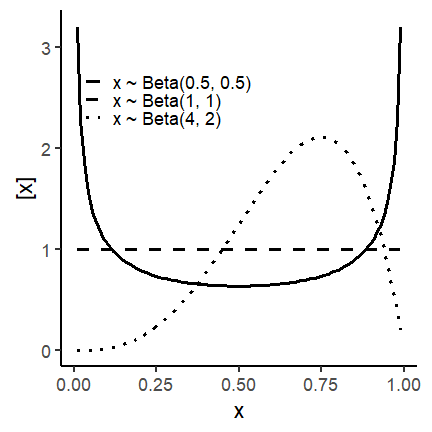 3
x ~ Beta(0.5, 0.5)
x ~ Beta(1, 1)
x ~ Beta(4, 2)
2
[x]
1
0
0.00 0.25 0.50 0.75 1.00
x